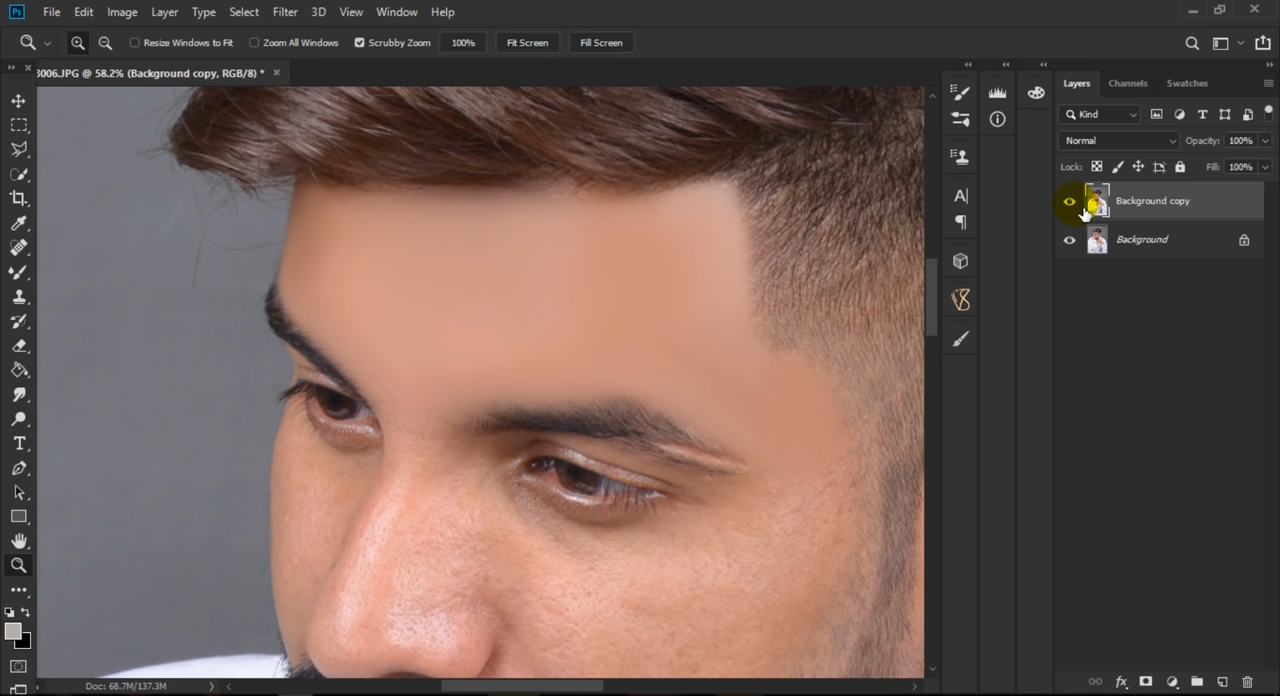 Ps File Edit Image Layer Type Select Filter 3D View Window Help
Resize Windows to Fit Zoom All Windows Scrubby Zoom 100% Fit Screen Fill Screen
3006.JPG @ 58.2% (Background copy, RGB/8) *
Layers Channels Swatches
Kind
Normal Opacity: 100%
Lock: Fill: 100%
Background copy
Background
Doc: 68.7M/137.3M